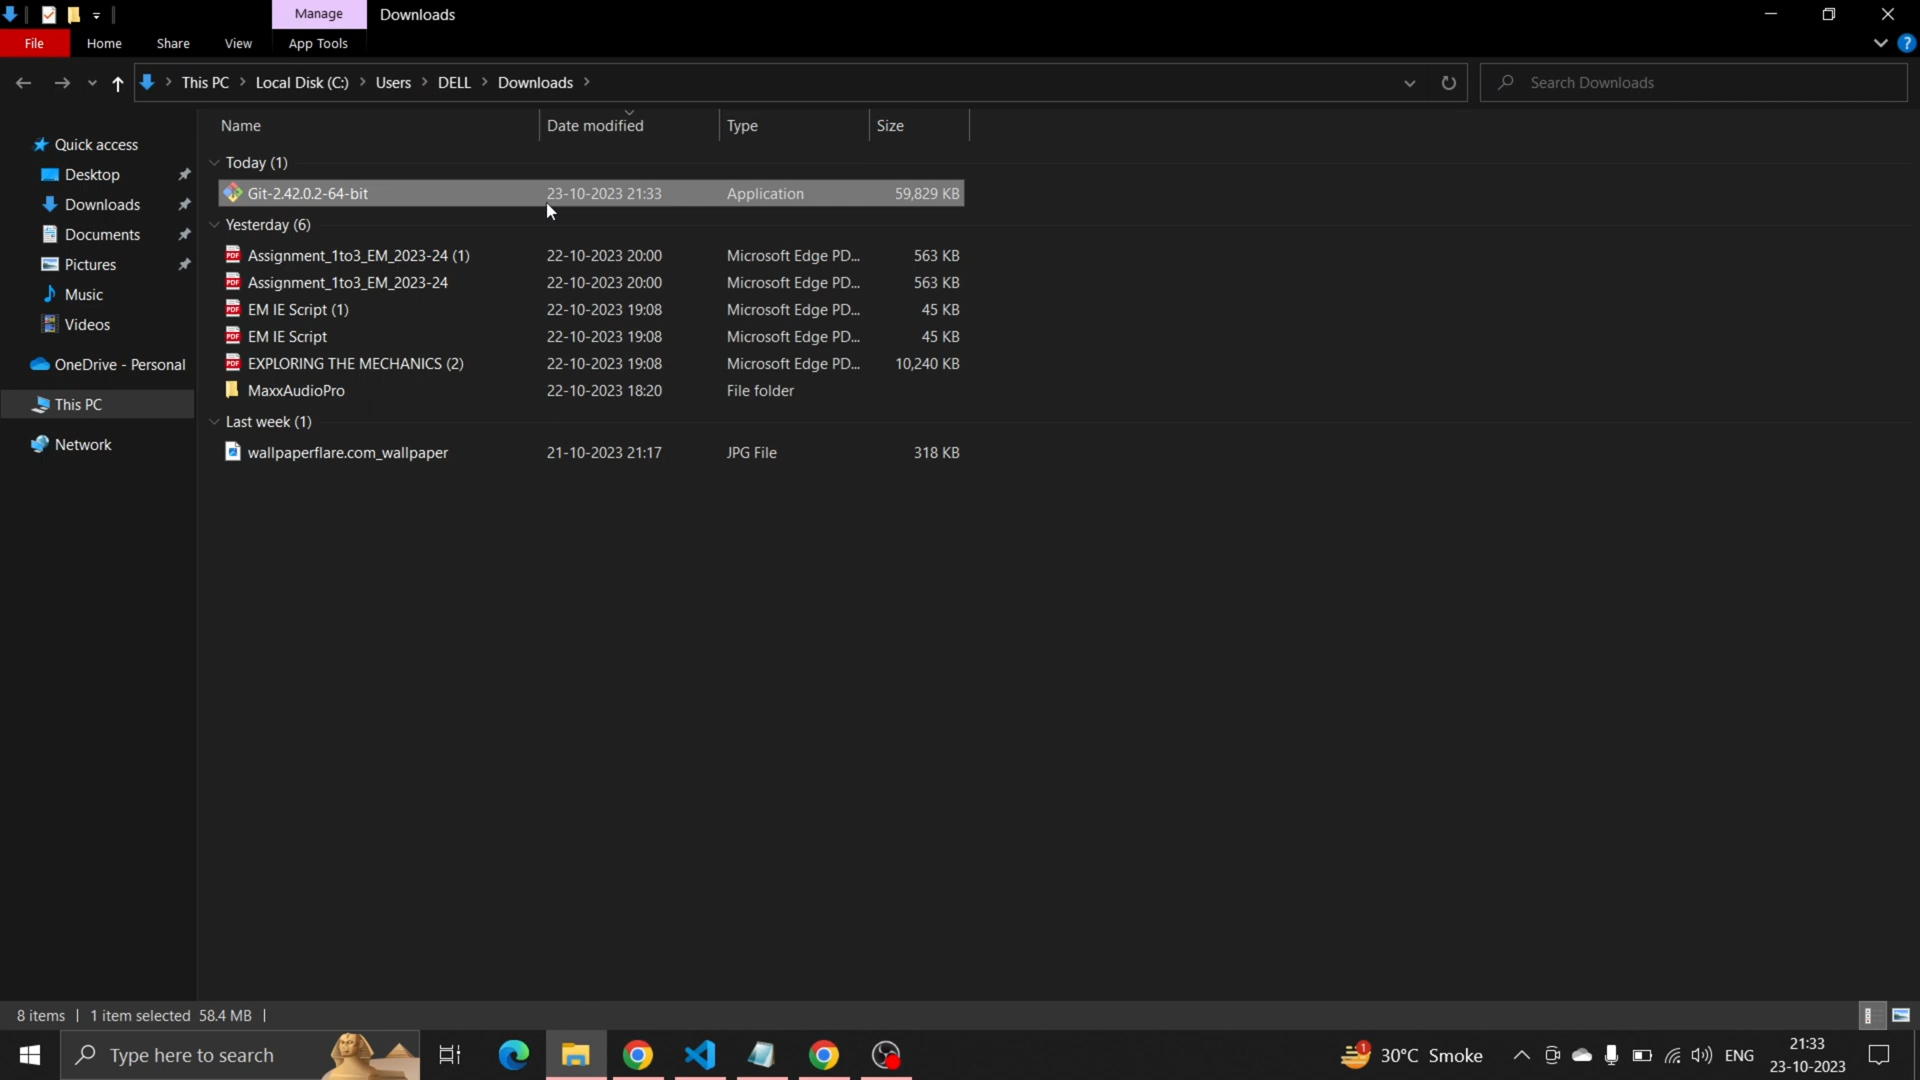 Manage Downloads
File Home Share View App Tools
This PC Local Disk (C:) Users DELL Downloads Search Downloads
Name Date modified Type Size
Quick access
Desktop
Downloads
Documents
Pictures
Music
Videos
OneDrive - Personal
This PC
Network
Today (1)
Git-2.42.0.2-64-bit 23-10-2023 21:33 Application 59,829 KB
Yesterday (6)
Assignment_1to3_EM_2023-24 (1) 22-10-2023 20:00 Microsoft Edge PD... 563 KB
Assignment_1to3_EM_2023-24 22-10-2023 20:00 Microsoft Edge PD... 563 KB
EM IE Script (1) 22-10-2023 19:08 Microsoft Edge PD... 45 KB
EM IE Script 22-10-2023 19:08 Microsoft Edge PD... 45 KB
EXPLORING THE MECHANICS (2) 22-10-2023 19:08 Microsoft Edge PD... 10,240 KB
MaxxAudioPro 22-10-2023 18:20 File folder
Last week (1)
wallpaperflare.com_wallpaper 21-10-2023 21:17 JPG File 318 KB
8 items 1 item selected 58.4 MB
Type here to search
1
30°C Smoke
ENG
21:33
23-10-2023